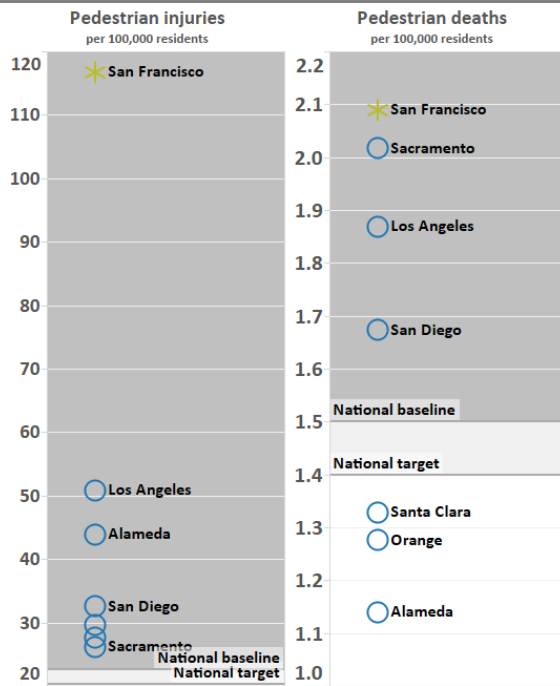 Pedestrian injuries
per 100,000 residents
120
110
100
90
80
70
60
50
40
30
20
San Francisco
Los Angeles
Alameda
San Diego
Sacramento
National baseline
National target
Pedestrian deaths
per 100,000 residents
2.2
2.1
2.0
1.9
1.8
1.7
1.6
1.5
1.4
1.3
1.2
1.1
1.0
San Francisco
Sacramento
Los Angeles
San Diego
National baseline
National target
Santa Clara
Orange
Alameda